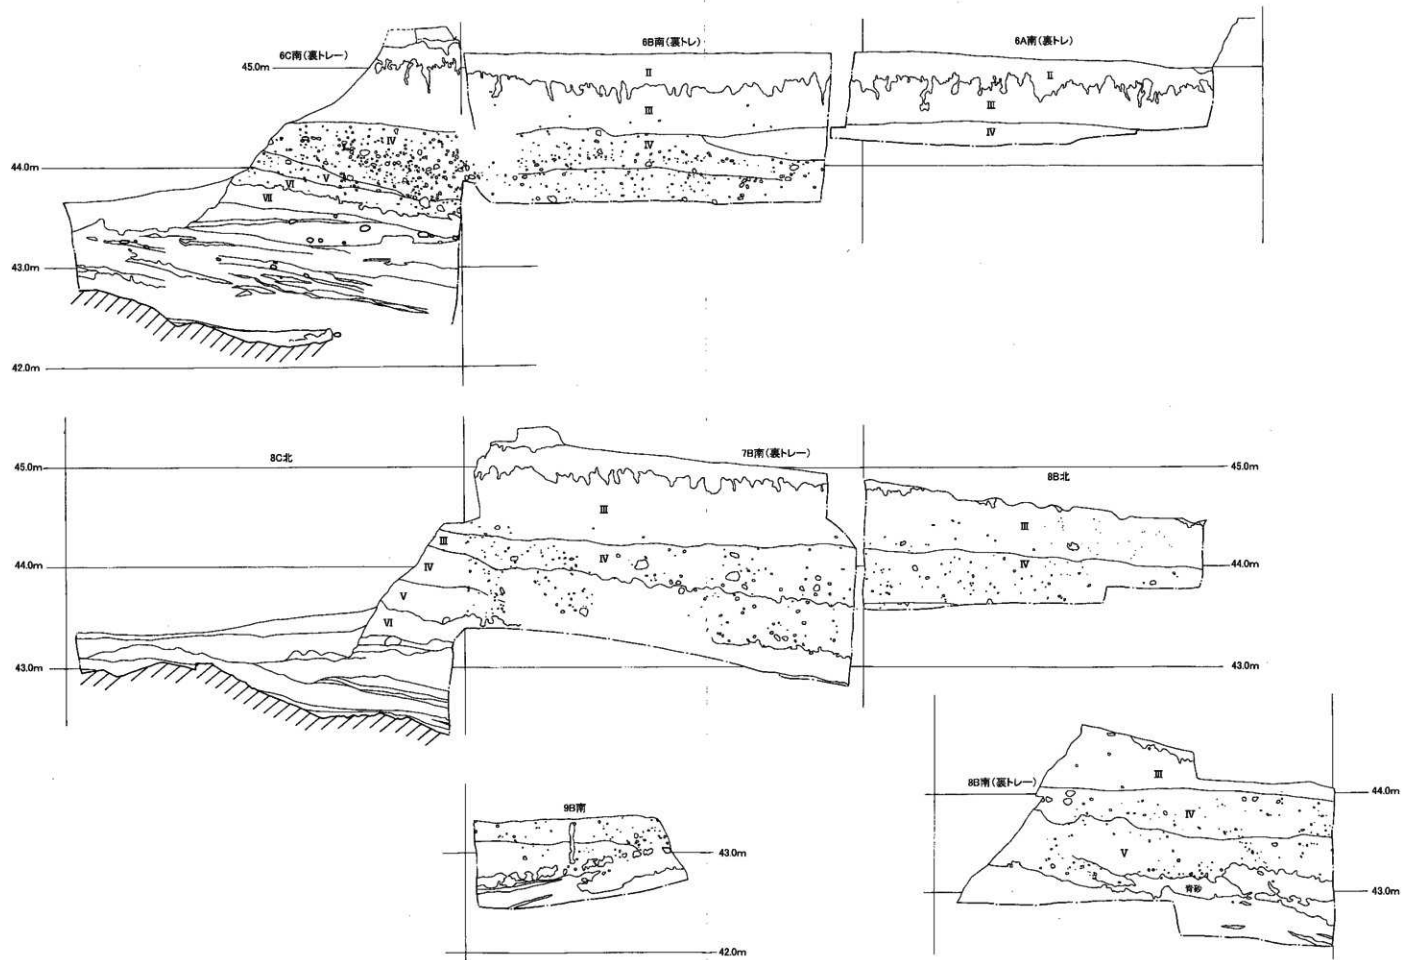 6C南(裏トレー)
6B南(裏トレ)
6A南(裏トレ)
45.0m
II
II
III
III
IV
IV
IV
44.0m
V
VI
VII
43.0m
42.0m
8C北
7B南(裏トレー)
8B北
45.0m
45.0m
III
III
III
IV
IV
IV
44.0m
44.0m
V
VI
43.0m
43.0m
8B南(裏トレー)
III
44.0m
IV
V
青砂
43.0m
9B南
43.0m
42.0m